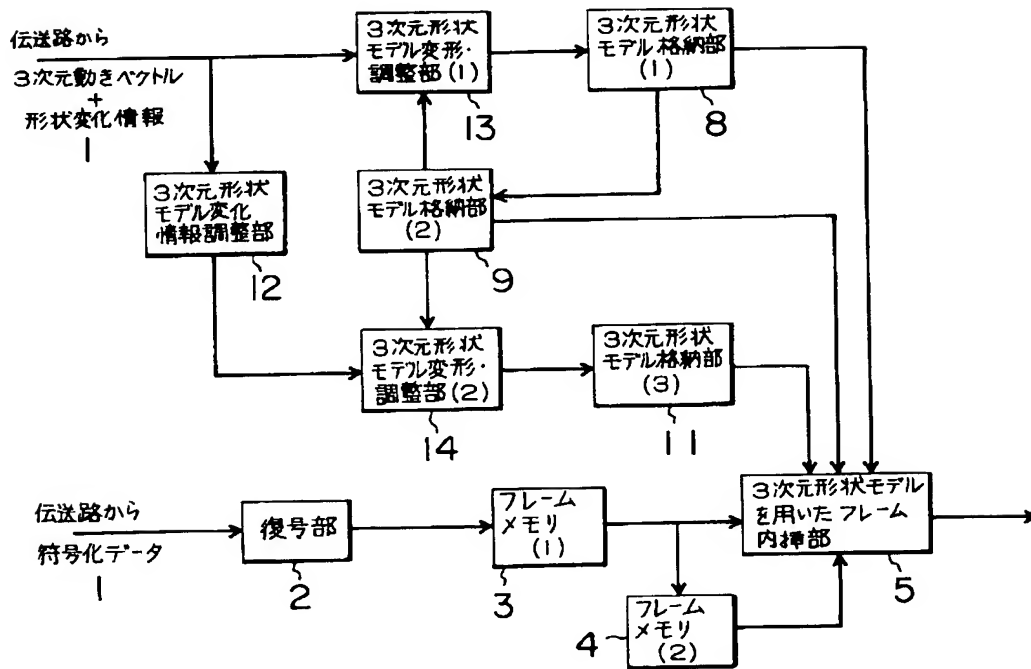 伝送路から
3次元動きベクトル
+
形状変化情報
1
3次元形状
モデル変形・
調整部(1)
13
3次元形状
モデル格納部
(1)
8
3次元形状
モデル変化
情報調整部
12
3次元形状
モデル格納部
(2)
9
3次元形状
モデル変形・
調整部(2)
14
3次元形状
モデル格納部
(3)
11
伝送路から
符号化データ
1
復号部
2
フレーム
メモリ
(1)
3
フレーム
メモリ
(2)
4
3次元形状モデル
を用いたフレーム
内挿部
5